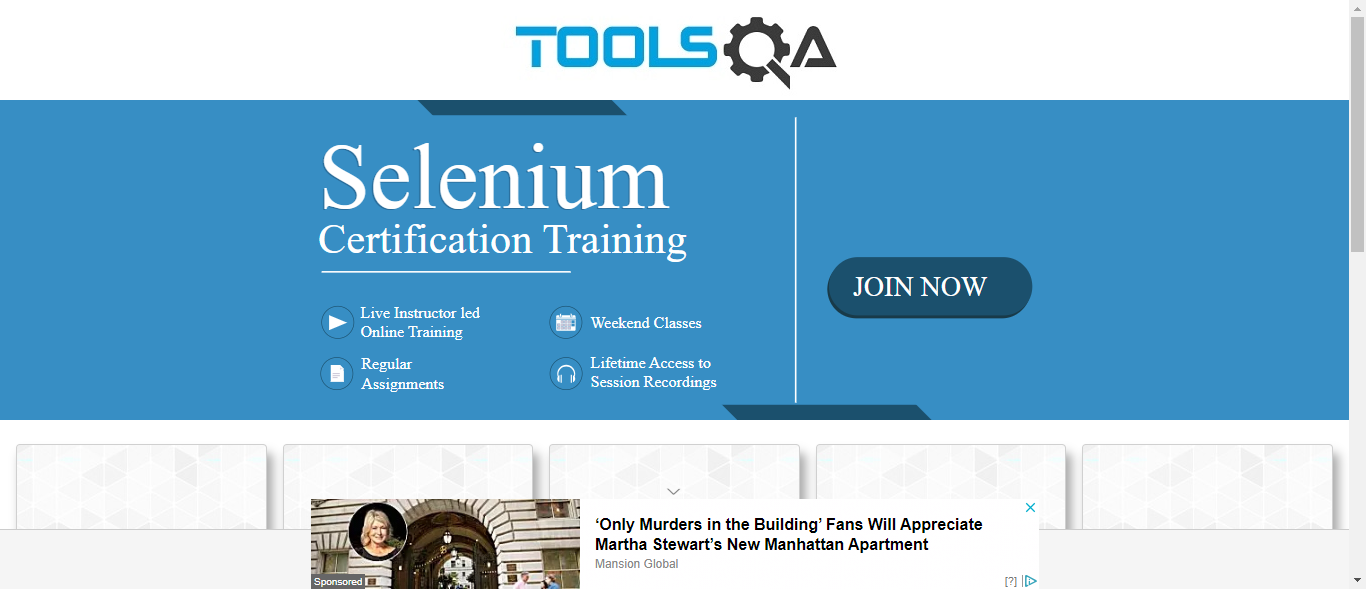 TOOLSQA
Selenium
Certification Training
Live Instructor led
Online Training
Weekend Classes
Regular
Assignments
Lifetime Access to
Session Recordings
JOIN NOW
‘Only Murders in the Building’ Fans Will Appreciate
Martha Stewart’s New Manhattan Apartment
Mansion Global
Sponsored
[?]